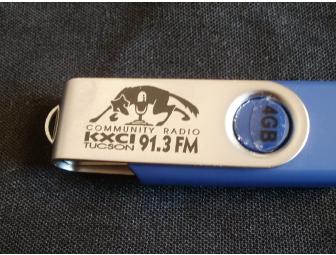 COMMUNITY RADIO
KXCI
TUCSON 91.3 FM
4GB